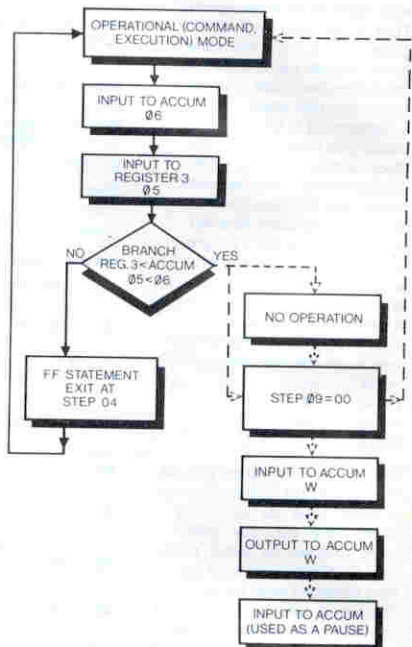 OPERATIONAL (COMMAND,
EXECUTION) MODE
INPUT TO ACCUM
Ø6
INPUT TO
REGISTER 3
Ø5
NO
BRANCH
REG. 3<ACCUM
Ø5<Ø6
YES
NO OPERATION
FF STATEMENT
EXIT AT
STEP 04
STEP Ø9=00
INPUT TO ACCUM
W
OUTPUT TO ACCUM
W
INPUT TO ACCUM
(USED AS A PAUSE)